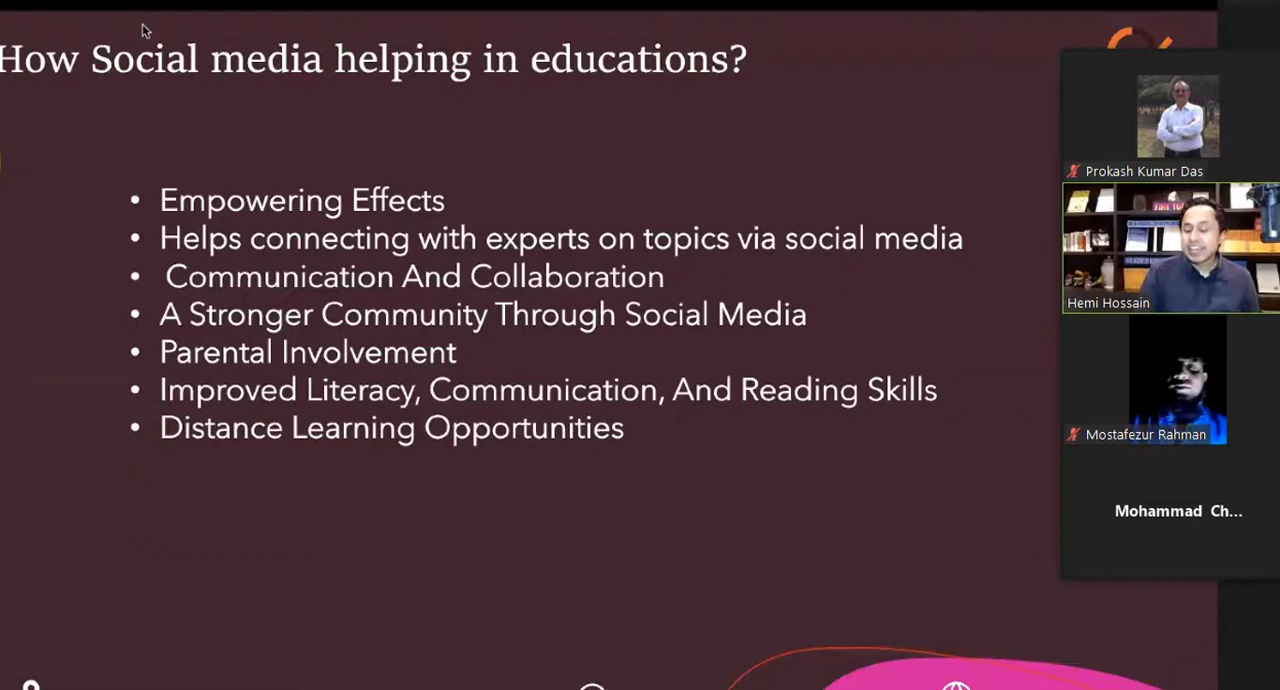 How Social media helping in educations?
• Empowering Effects
• Helps connecting with experts on topics via social media
• Communication And Collaboration
• A Stronger Community Through Social Media
• Parental Involvement
• Improved Literacy, Communication, And Reading Skills
• Distance Learning Opportunities
Prokash Kumar Das
Hemi Hossain
Mostafezur Rahman
Mohammad Ch...